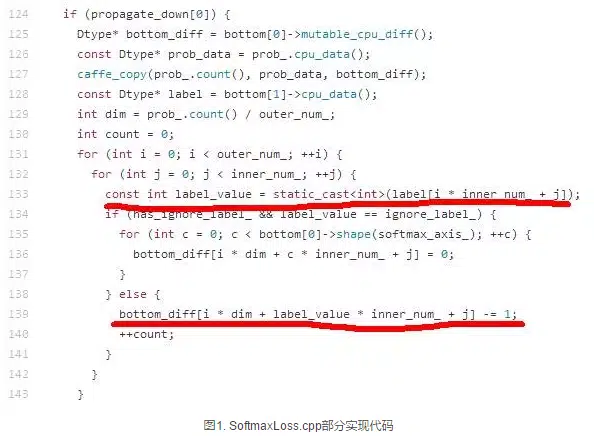 124 if (propagate_down[0]) {
125 Dtype* bottom_diff = bottom[0]->mutable_cpu_diff();
126 const Dtype* prob_data = prob_.cpu_data();
127 caffe_copy(prob_.count(), prob_data, bottom_diff);
128 const Dtype* label = bottom[1]->cpu_data();
129 int dim = prob_.count() / outer_num_;
130 int count = 0;
131 for (int i = 0; i < outer_num_; ++i) {
132 for (int j = 0; j < inner_num_; ++j) {
133 const int label_value = static_cast<int>(label[i * inner_num_ + j]);
134 if (has_ignore_label_ && label_value == ignore_label_) {
135 for (int c = 0; c < bottom[0]->shape(softmax_axis_); ++c) {
136 bottom_diff[i * dim + c * inner_num_ + j] = 0;
137 }
138 } else {
139 bottom_diff[i * dim + label_value * inner_num_ + j] -= 1;
140 ++count;
141 }
142 }
143 }
图1. SoftmaxLoss.cpp部分实现代码